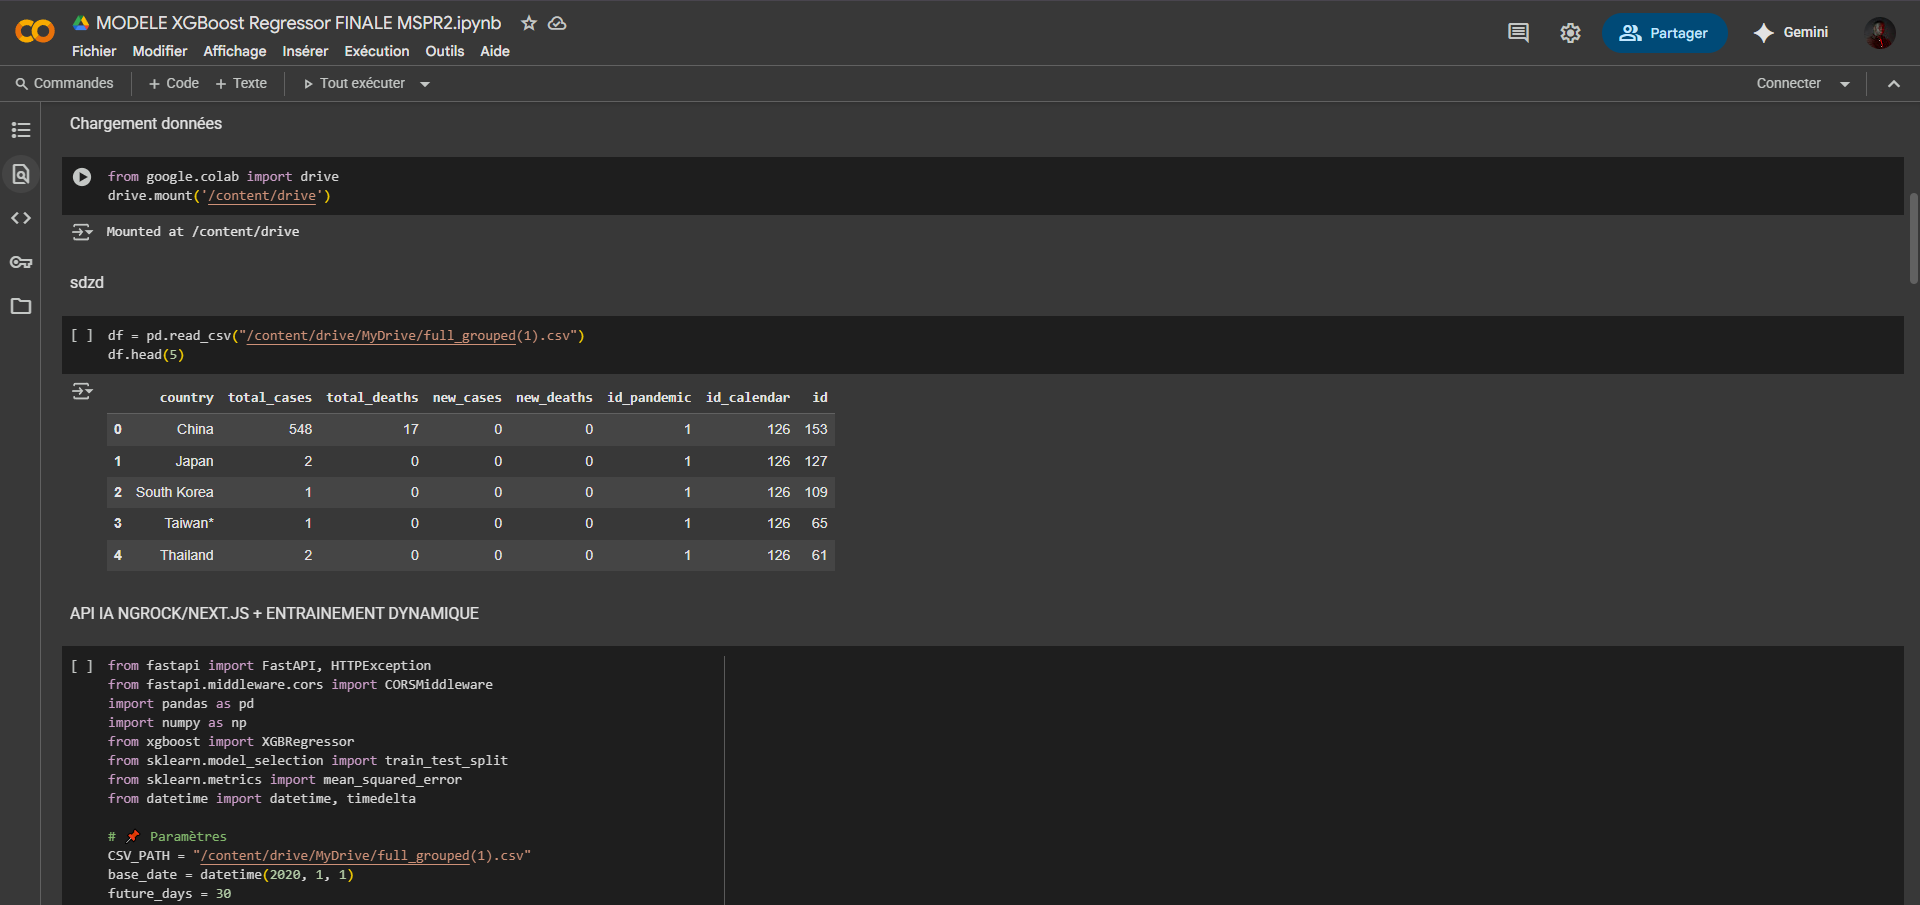 MODELE XGBoost Regressor FINALE MSPR2.ipynb
Fichier Modifier Affichage Insérer Exécution Outils Aide
Partager
Gemini
Commandes + Code + Texte Tout exécuter
Connecter
Chargement données
from google.colab import drive
drive.mount('/content/drive')
Mounted at /content/drive
sdzd
[ ] df = pd.read_csv("/content/drive/MyDrive/full_grouped(1).csv")
df.head(5)
country total_cases total_deaths new_cases new_deaths id_pandemic id_calendar id
0 China 548 17 0 0 1 126 153
1 Japan 2 0 0 0 1 126 127
2 South Korea 1 0 0 0 1 126 109
3 Taiwan* 1 0 0 0 1 126 65
4 Thailand 2 0 0 0 1 126 61
API IA NGROCK/NEXT.JS + ENTRAINEMENT DYNAMIQUE
[ ] from fastapi import FastAPI, HTTPException
from fastapi.middleware.cors import CORSMiddleware
import pandas as pd
import numpy as np
from xgboost import XGBRegressor
from sklearn.model_selection import train_test_split
from sklearn.metrics import mean_squared_error
from datetime import datetime, timedelta
# 📌 Paramètres
CSV_PATH = "/content/drive/MyDrive/full_grouped(1).csv"
base_date = datetime(2020, 1, 1)
future_days = 30